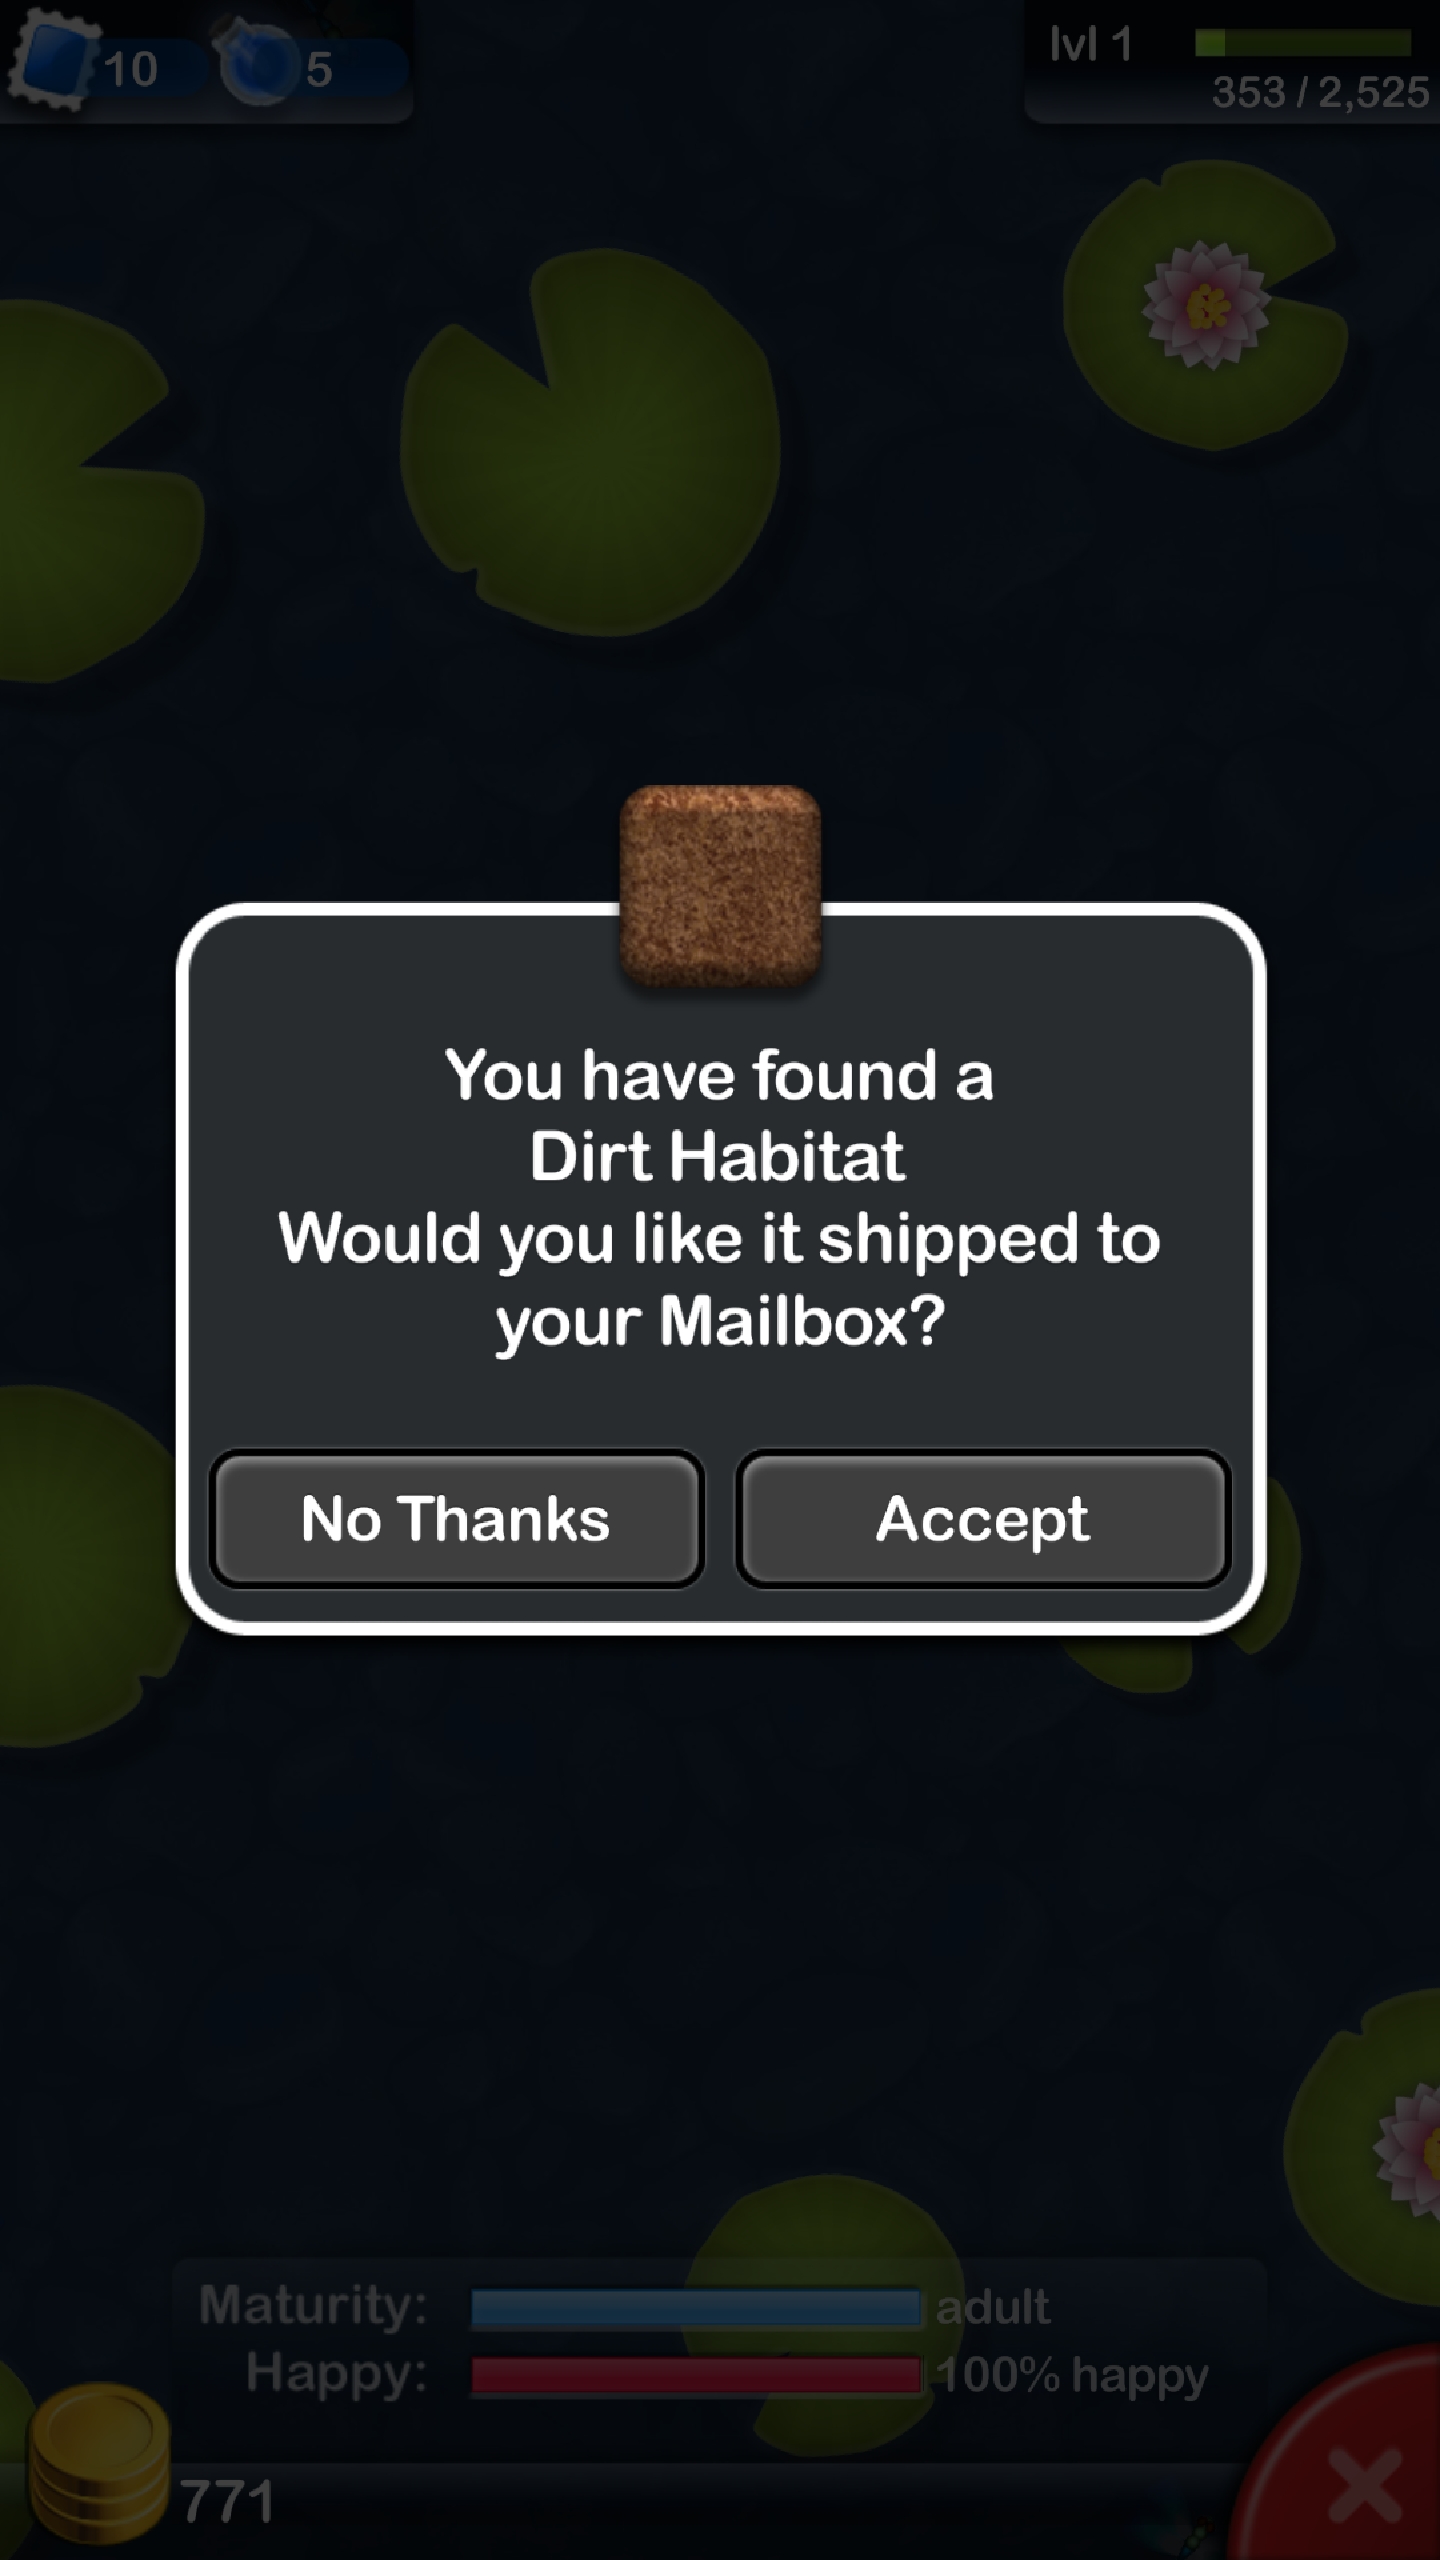 10
5
lvl 1
353 / 2,525
You have found a
Dirt Habitat
Would you like it shipped to
your Mailbox?
No Thanks
Accept
Maturity:
adult
Happy:
100% happy
771